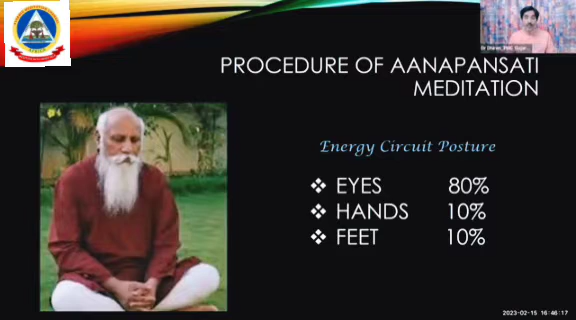 PROCEDURE OF AANAPANSATI
MEDITATION
Energy Circuit Posture
❖ EYES 80%
❖ HANDS 10%
❖ FEET 10%
2023-02-15 16:46:17